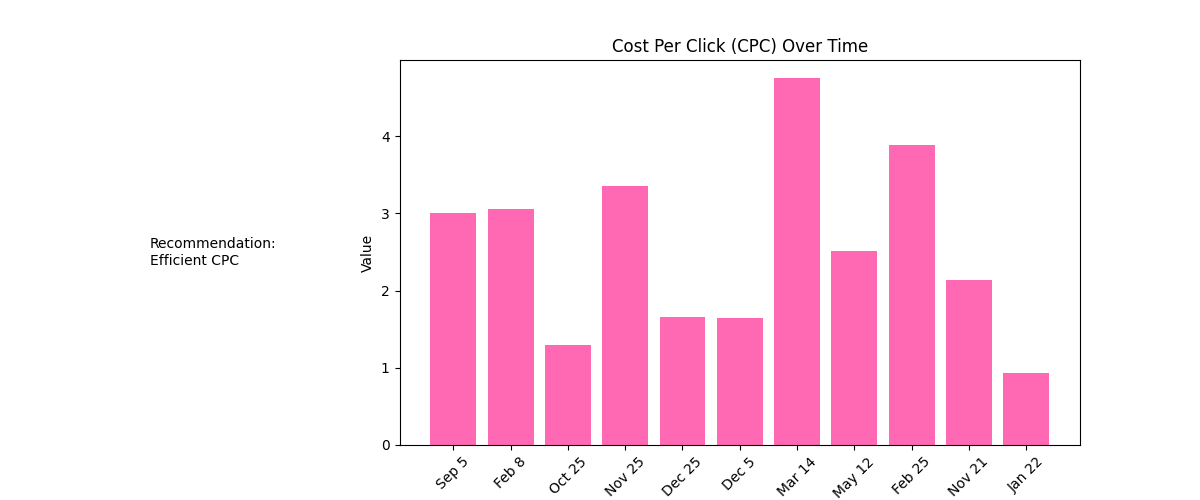 Cost Per Click (CPC) Over Time
Recommendation:
Efficient CPC
Value
4
3
2
1
0
Sep 5
Feb 8
Oct 25
Nov 25
Dec 25
Dec 5
Mar 14
May 12
Feb 25
Nov 21
Jan 22